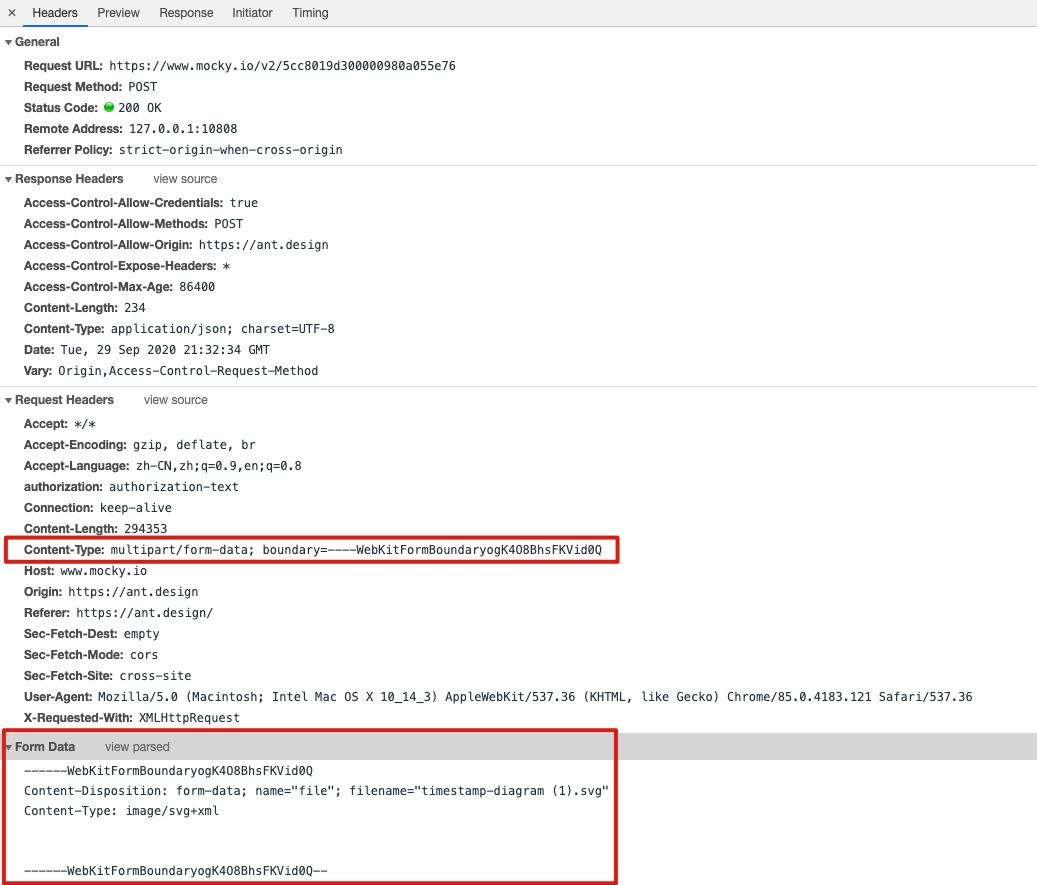 × Headers Preview Response Initiator Timing
General
Request URL: https://www.mocky.io/v2/5cc8019d300000980a055e76
Request Method: POST
Status Code: 200 OK
Remote Address: 127.0.0.1:10808
Referrer Policy: strict-origin-when-cross-origin
Response Headers view source
Access-Control-Allow-Credentials: true
Access-Control-Allow-Methods: POST
Access-Control-Allow-Origin: https://ant.design
Access-Control-Expose-Headers: *
Access-Control-Max-Age: 86400
Content-Length: 234
Content-Type: application/json; charset=UTF-8
Date: Tue, 29 Sep 2020 21:32:34 GMT
Vary: Origin,Access-Control-Request-Method
Request Headers view source
Accept: */*
Accept-Encoding: gzip, deflate, br
Accept-Language: zh-CN,zh;q=0.9,en;q=0.8
authorization: authorization-text
Connection: keep-alive
Content-Length: 294353
Content-Type: multipart/form-data; boundary=----WebKitFormBoundaryogK4O8BhsFKVid0Q
Host: www.mocky.io
Origin: https://ant.design
Referer: https://ant.design/
Sec-Fetch-Dest: empty
Sec-Fetch-Mode: cors
Sec-Fetch-Site: cross-site
User-Agent: Mozilla/5.0 (Macintosh; Intel Mac OS X 10_14_3) AppleWebKit/537.36 (KHTML, like Gecko) Chrome/85.0.4183.121 Safari/537.36
X-Requested-With: XMLHttpRequest
Form Data view parsed
------WebKitFormBoundaryogK4O8BhsFKVid0Q
Content-Disposition: form-data; name="file"; filename="timestamp-diagram (1).svg"
Content-Type: image/svg+xml
------WebKitFormBoundaryogK4O8BhsFKVid0Q--